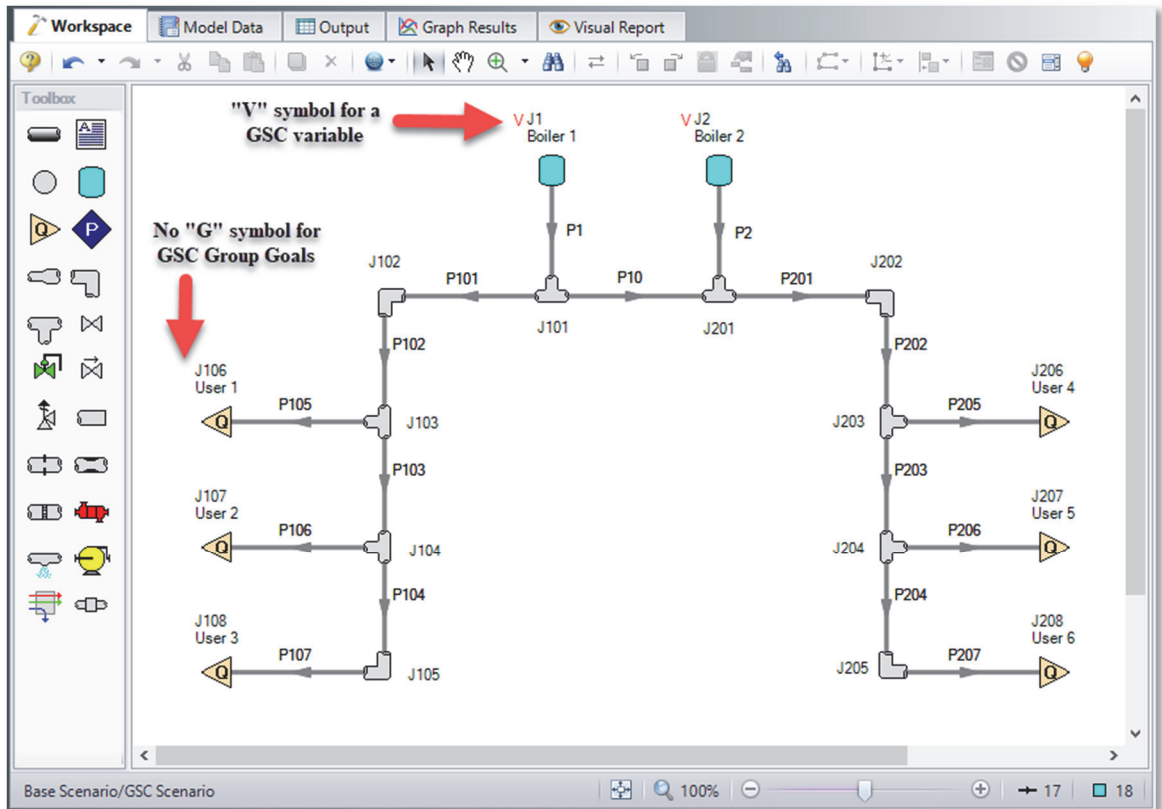 Workspace
Model Data
Output
Graph Results
Visual Report
Toolbox
A
Q
P
"V" symbol for a
GSC variable
V J1
Boiler 1
V J2
Boiler 2
P1
P2
No "G" symbol for
GSC Group Goals
J102
P101
P10
P201
J202
J101
J201
P102
P202
J106
User 1
P105
Q
J103
J206
User 4
P205
Q
J203
P103
P203
J107
User 2
P106
Q
J104
J207
User 5
P206
Q
J204
P104
P204
J108
User 3
P107
Q
J105
J208
User 6
P207
Q
J205
Base Scenario/GSC Scenario
100%
17
18